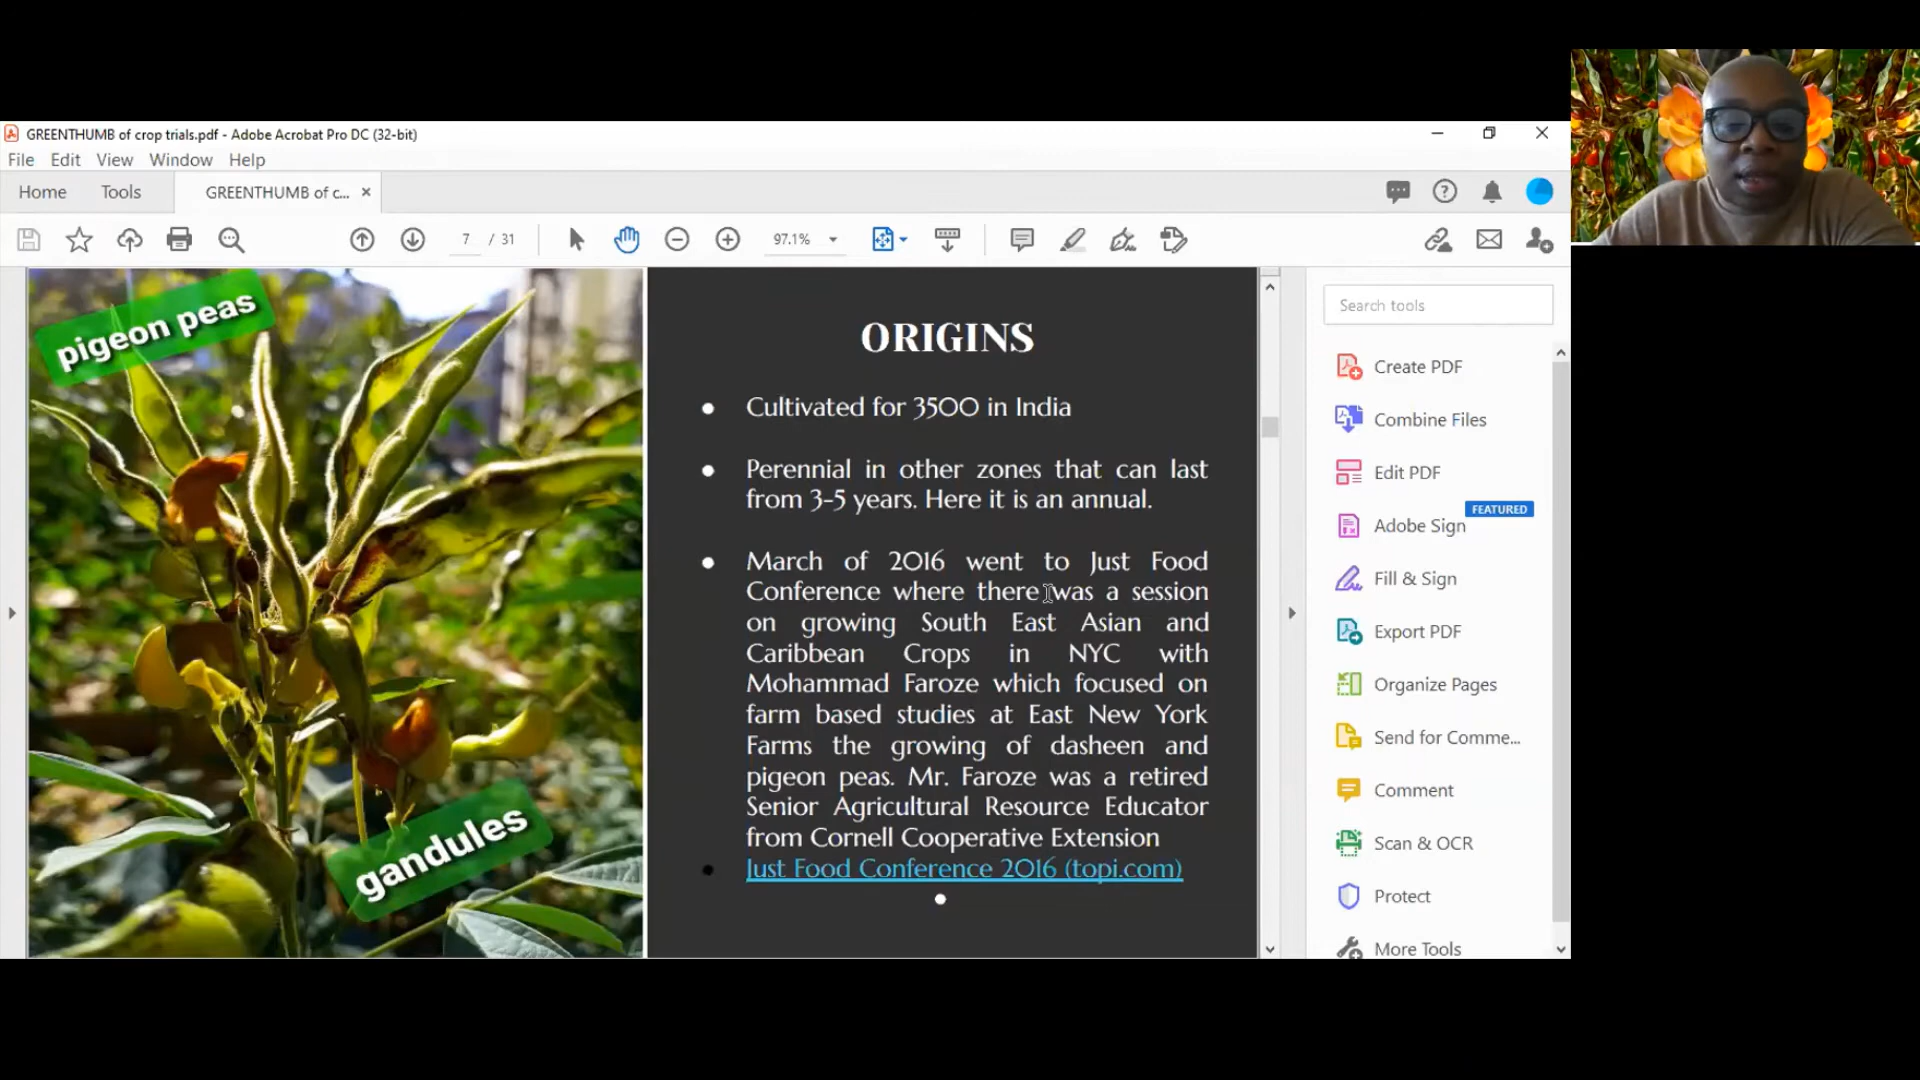 GREENTHUMB of crop trials.pdf - Adobe Acrobat Pro DC (32-bit)
File Edit View Window Help
Home Tools GREENTHUMB of c... ×
7 / 31 97.1%
pigeon peas
gandules
ORIGINS
● Cultivated for 3500 in India
● Perennial in other zones that can last
from 3-5 years. Here it is an annual.
● March of 2016 went to Just Food
Conference where there was a session
on growing South East Asian and
Caribbean Crops in NYC with
Mohammad Faroze which focused on
farm based studies at East New York
Farms the growing of dasheen and
pigeon peas. Mr. Faroze was a retired
Senior Agricultural Resource Educator
from Cornell Cooperative Extension
● Just Food Conference 2016 (topi.com)
●
Search tools
Create PDF
Combine Files
Edit PDF
FEATURED
Adobe Sign
Fill & Sign
Export PDF
Organize Pages
Send for Comme...
Comment
Scan & OCR
Protect
More Tools